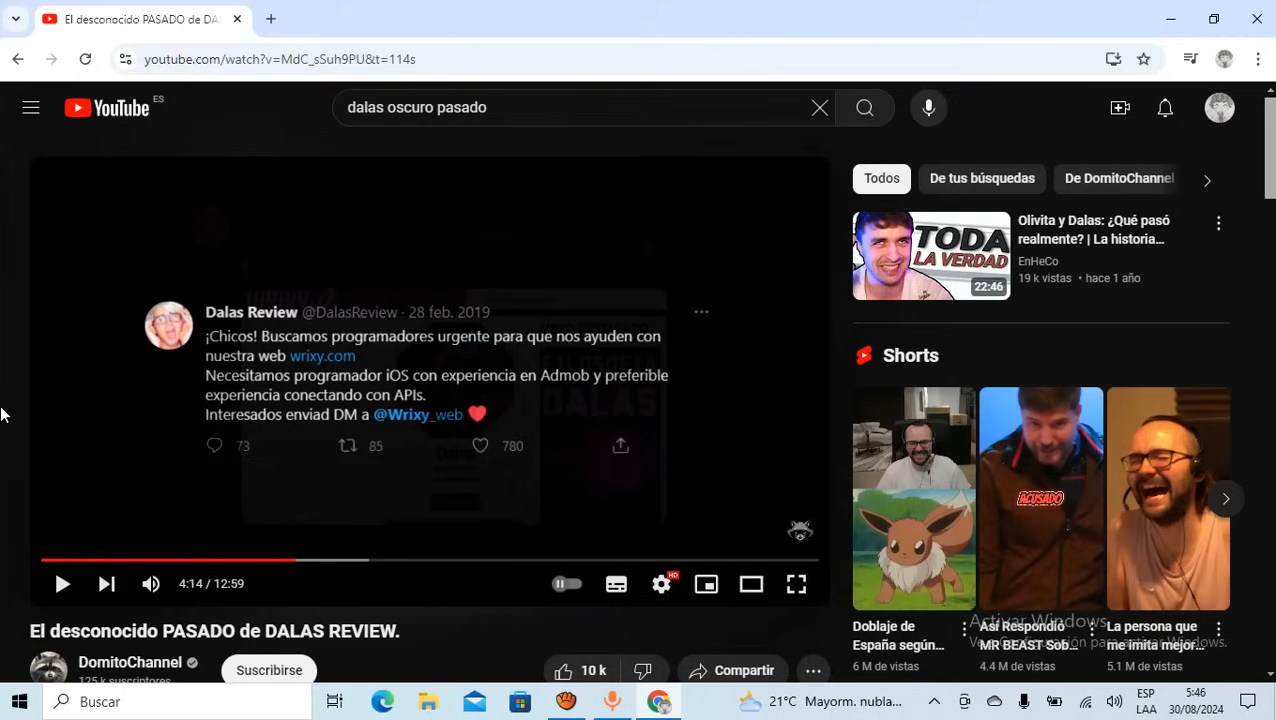 El desconocido PASADO de DA
youtube.com/watch?v=MdC_sSuh9PU&t=114s
YouTube ES
dalas oscuro pasado
Todos
De tus búsquedas
De DomitoChannel
Dalas Review @DalasReview · 28 feb. 2019
¡Chicos! Buscamos programadores urgente para que nos ayuden con
nuestra web wrixy.com
Necesitamos programador iOS con experiencia en Admob y preferible
experiencia conectando con APIs.
Interesados enviad DM a @Wrixy_web
73
85
780
4:14 / 12:59
HD
TODA
LA VERDAD
22:46
Olivita y Dalas: ¿Qué pasó
realmente? | La historia...
EnHeCo
19 k vistas • hace 1 año
Shorts
ACUSADO
El desconocido PASADO de DALAS REVIEW.
DomitoChannel
125 k suscriptores
Suscribirse
10 k
Compartir
Doblaje de
España según...
6 M de vistas
Así Respondió
MR BEAST Sob...
4.4 M de vistas
La persona que
me imita mejor...
5.1 M de vistas
Activar Windows
Ve a Configuración para activar Windows.
Buscar
21°C Mayorm. nubla...
ESP
LAA
5:46
30/08/2024